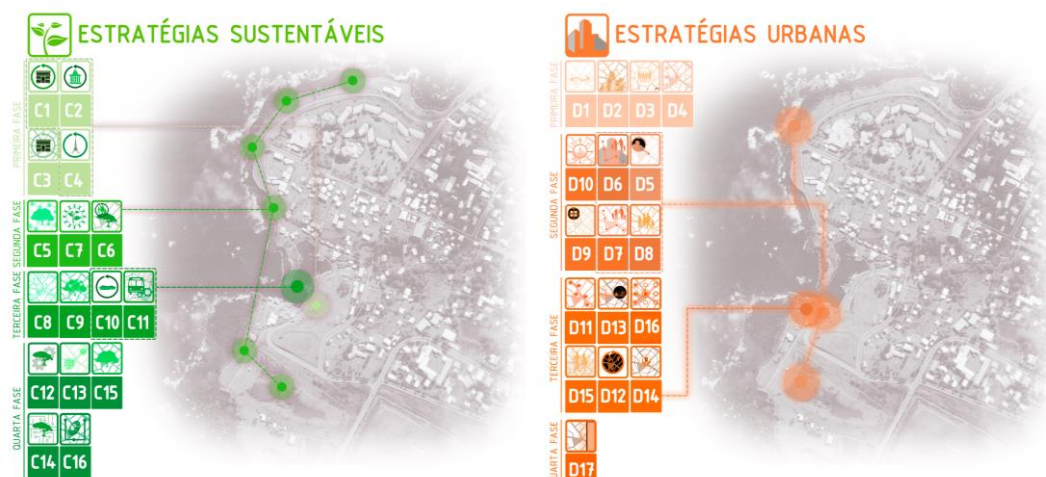 ESTRATÉGIAS SUSTENTÁVEIS
PRIMEIRA FASE
C1 C2
C3 C4
SEGUNDA FASE
C5 C7 C6
TERCEIRA FASE
C8 C9 C10 C11
QUARTA FASE
C12 C13 C15
C14 C16
ESTRATÉGIAS URBANAS
PRIMEIRA FASE
D1 D2 D3 D4
SEGUNDA FASE
D10 D6 D5
D9 D7 D8
TERCEIRA FASE
D11 D13 D16
D15 D12 D14
QUARTA FASE
D17